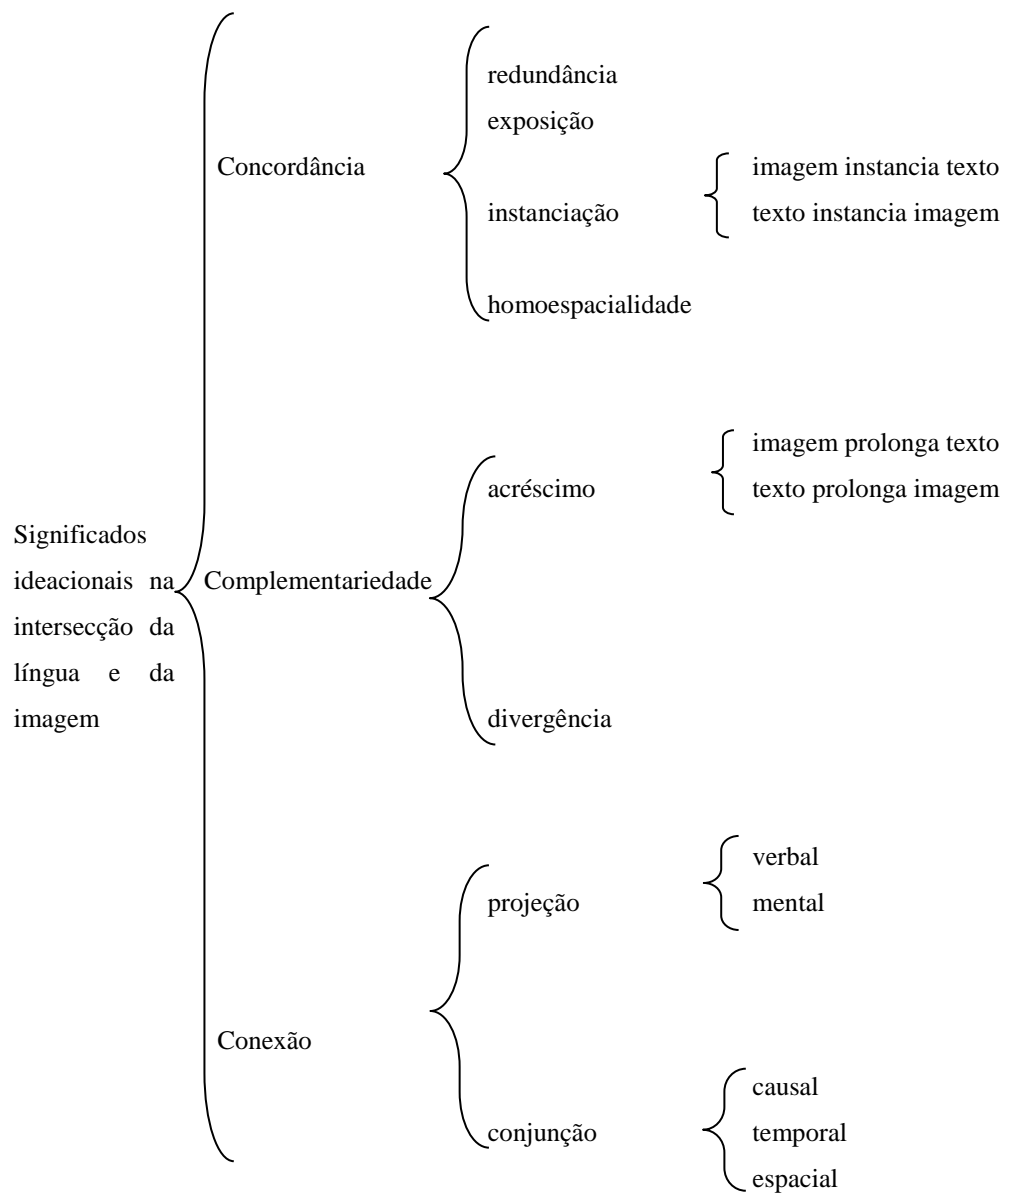 Significados
ideacionais na
intersecção da
língua e da
imagem
Concordância
redundância
exposição
instanciação
imagem instancia texto
texto instancia imagem
homoespacialidade
Complementariedade
acréscimo
imagem prolonga texto
texto prolonga imagem
divergência
Conexão
projeção
verbal
mental
conjunção
causal
temporal
espacial